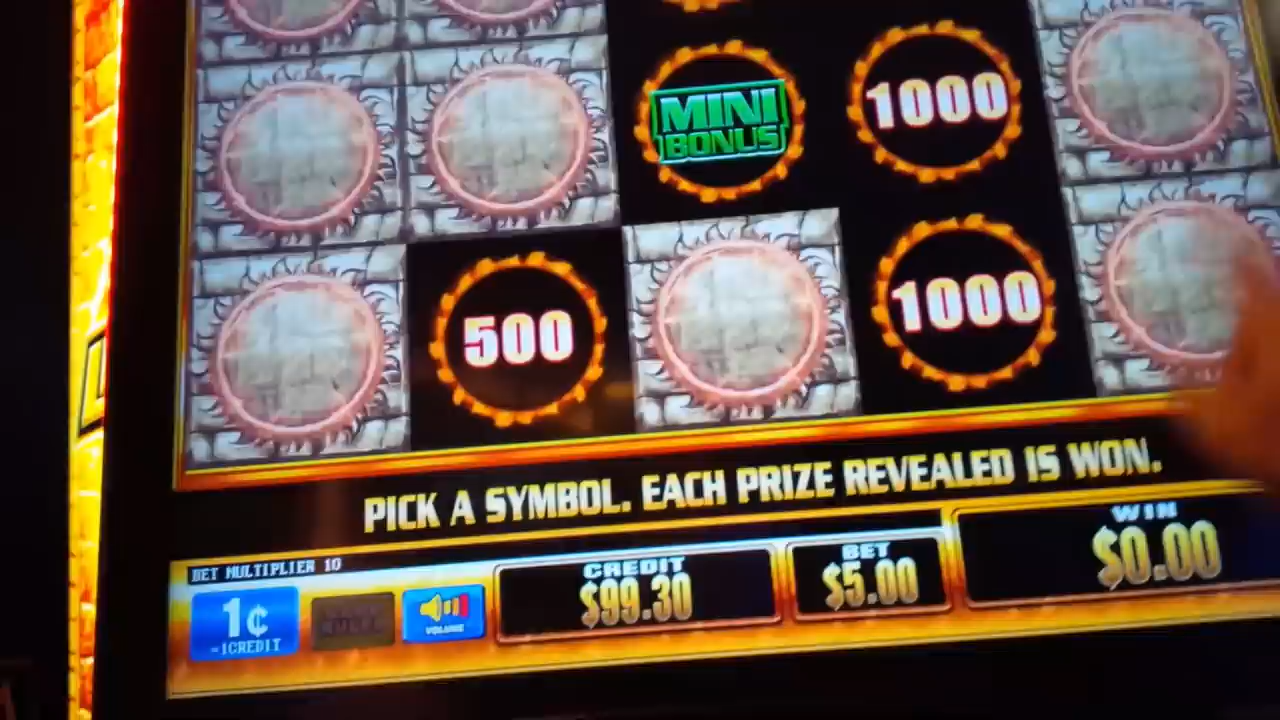 MINI
BONUS
1000
500
1000
PICK A SYMBOL. EACH PRIZE REVEALED IS WON.
BET MULTIPLIER 10
1¢
=1CREDIT
VOLUME
CREDIT
$99.30
BET
$5.00
WIN
$0.00